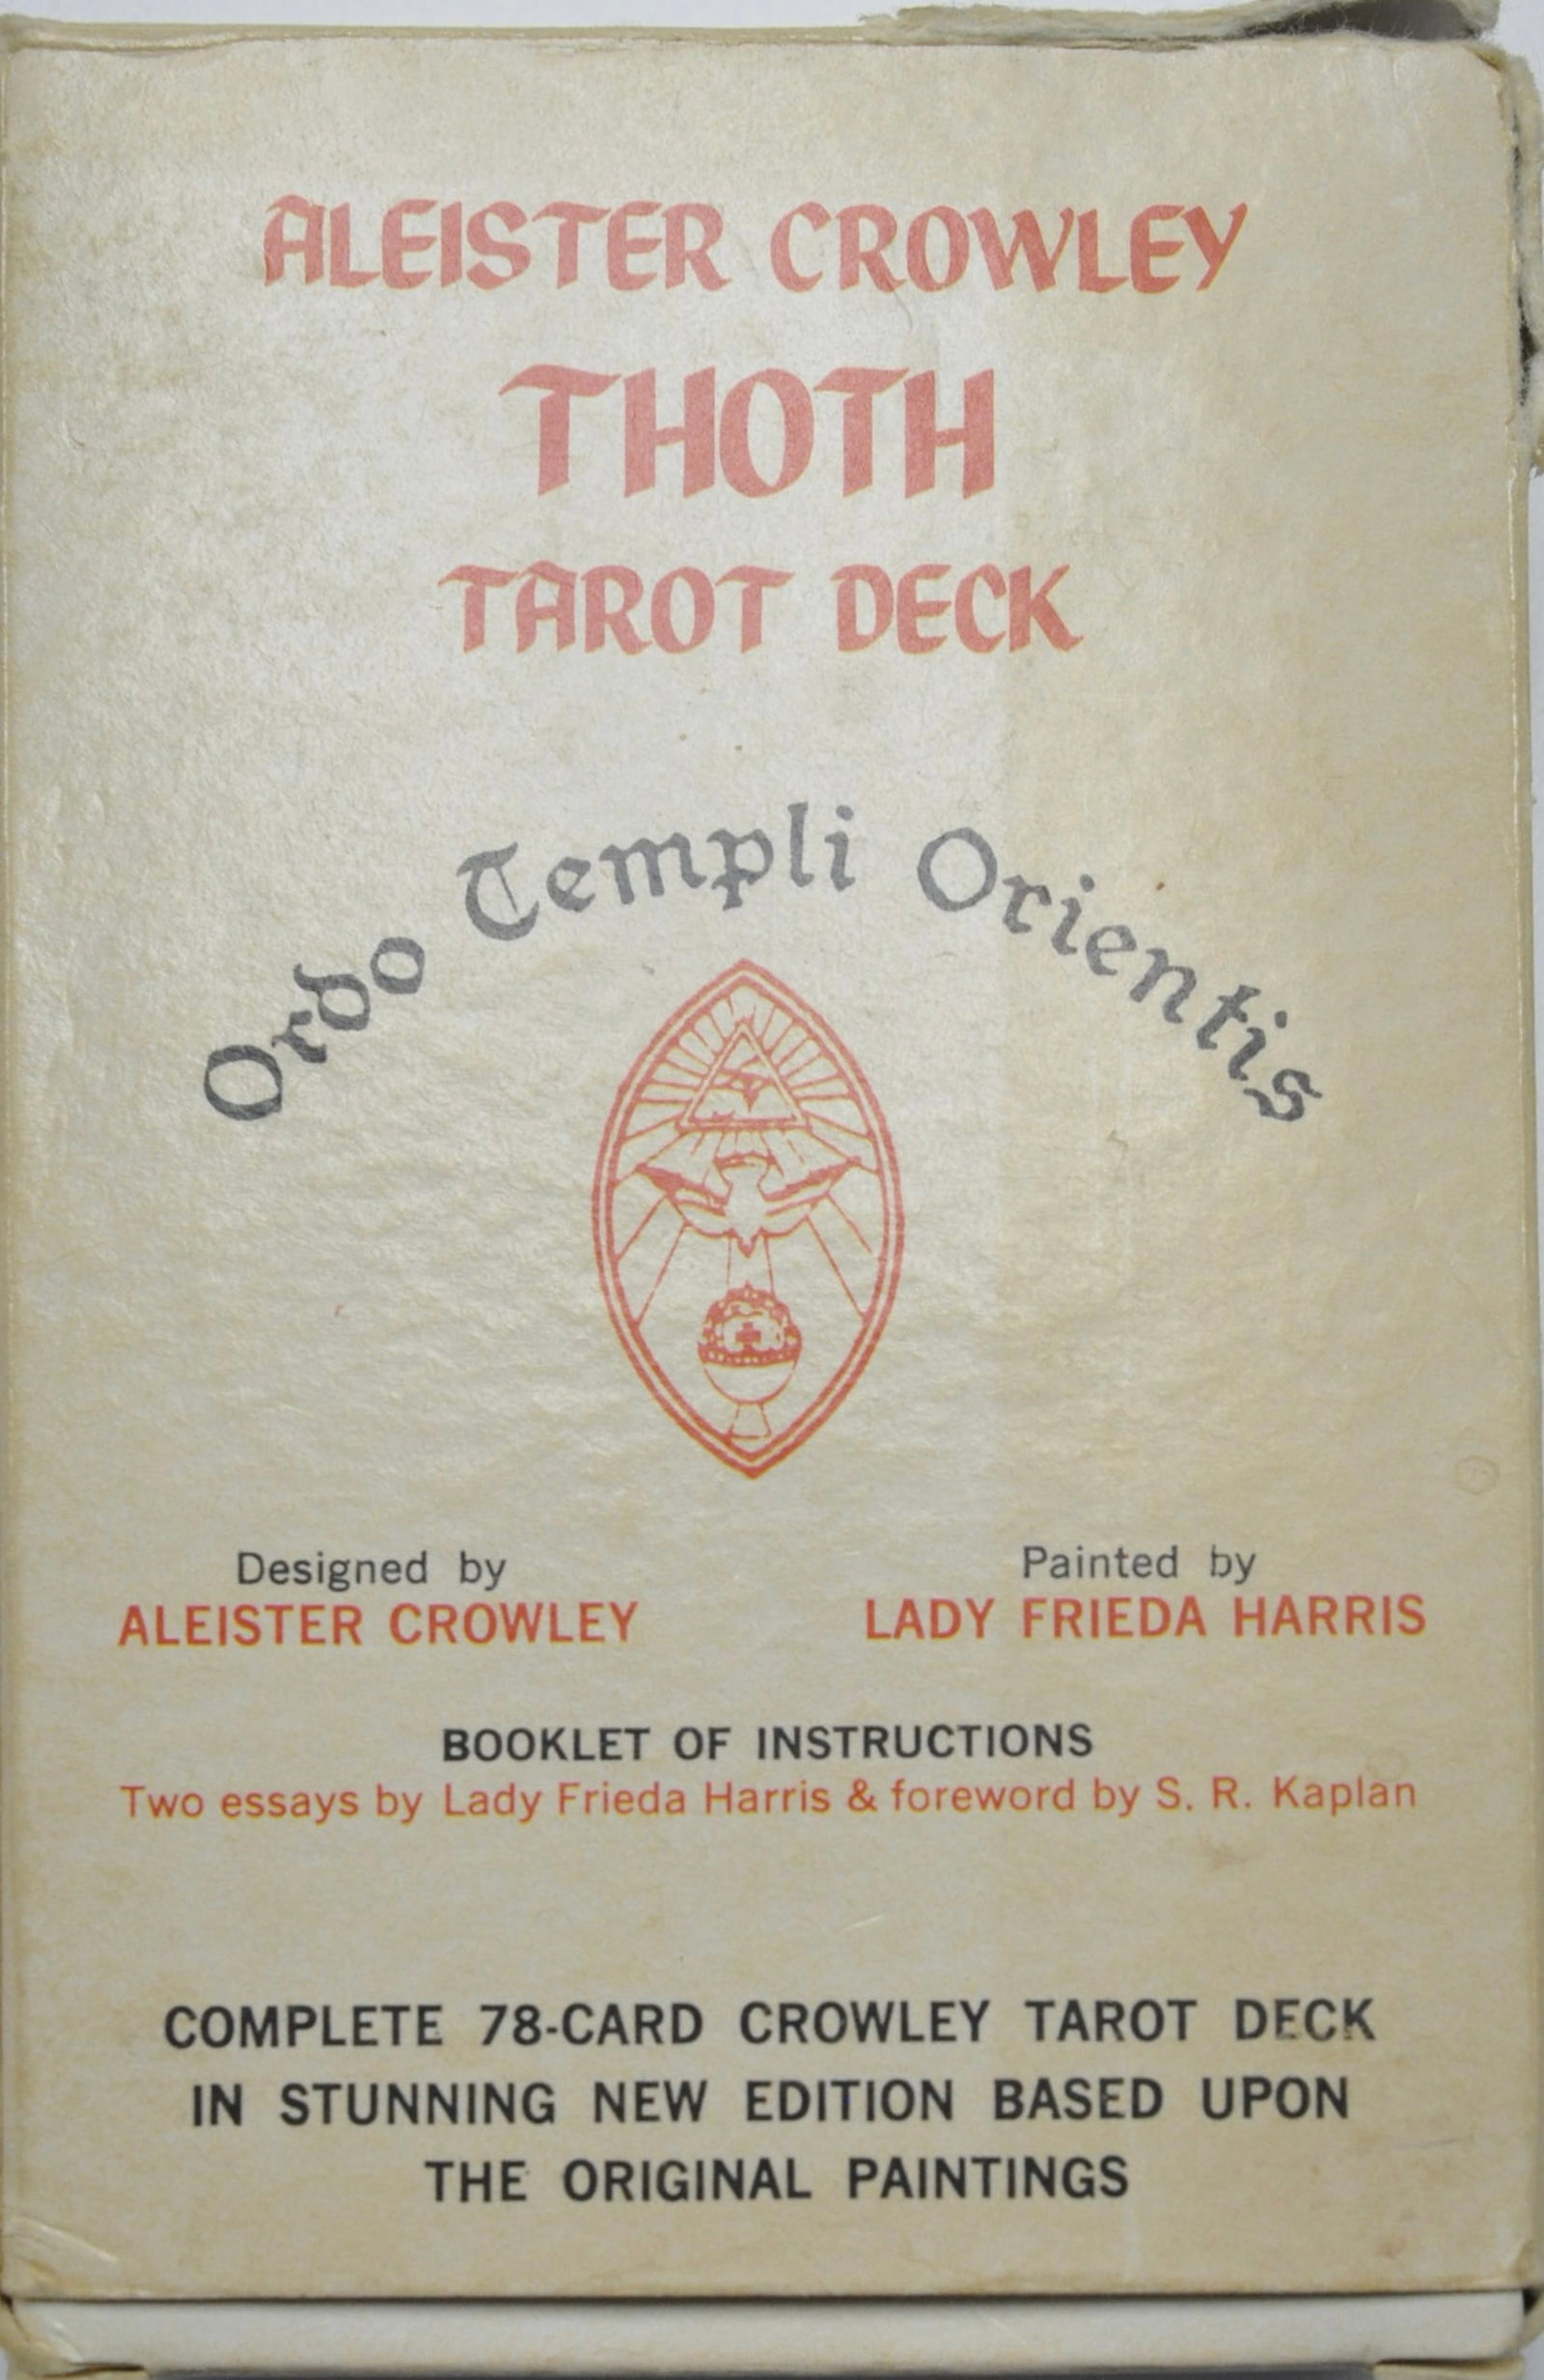 ALEISTER CROWLEY
THOTH
TAROT DECK
Ordo Templi Orientis
Designed by
ALEISTER CROWLEY
Painted by
LADY FRIEDA HARRIS
BOOKLET OF INSTRUCTIONS
Two essays by Lady Frieda Harris & foreword by S. R. Kaplan
COMPLETE 78-CARD CROWLEY TAROT DECK
IN STUNNING NEW EDITION BASED UPON
THE ORIGINAL PAINTINGS